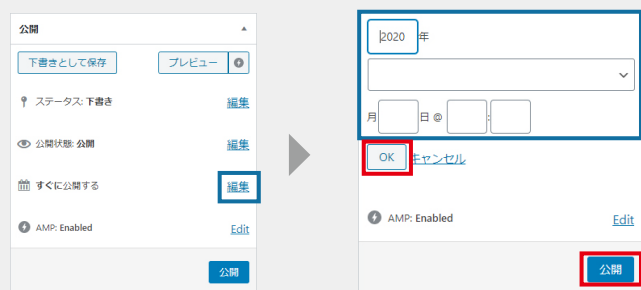 公開
下書きとして保存 プレビュー
ステータス: 下書き 編集
公開状態: 公開 編集
すぐに公開する 編集
AMP: Enabled Edit
公開
2020 年
月 日 @ :
OK キャンセル
AMP: Enabled Edit
公開